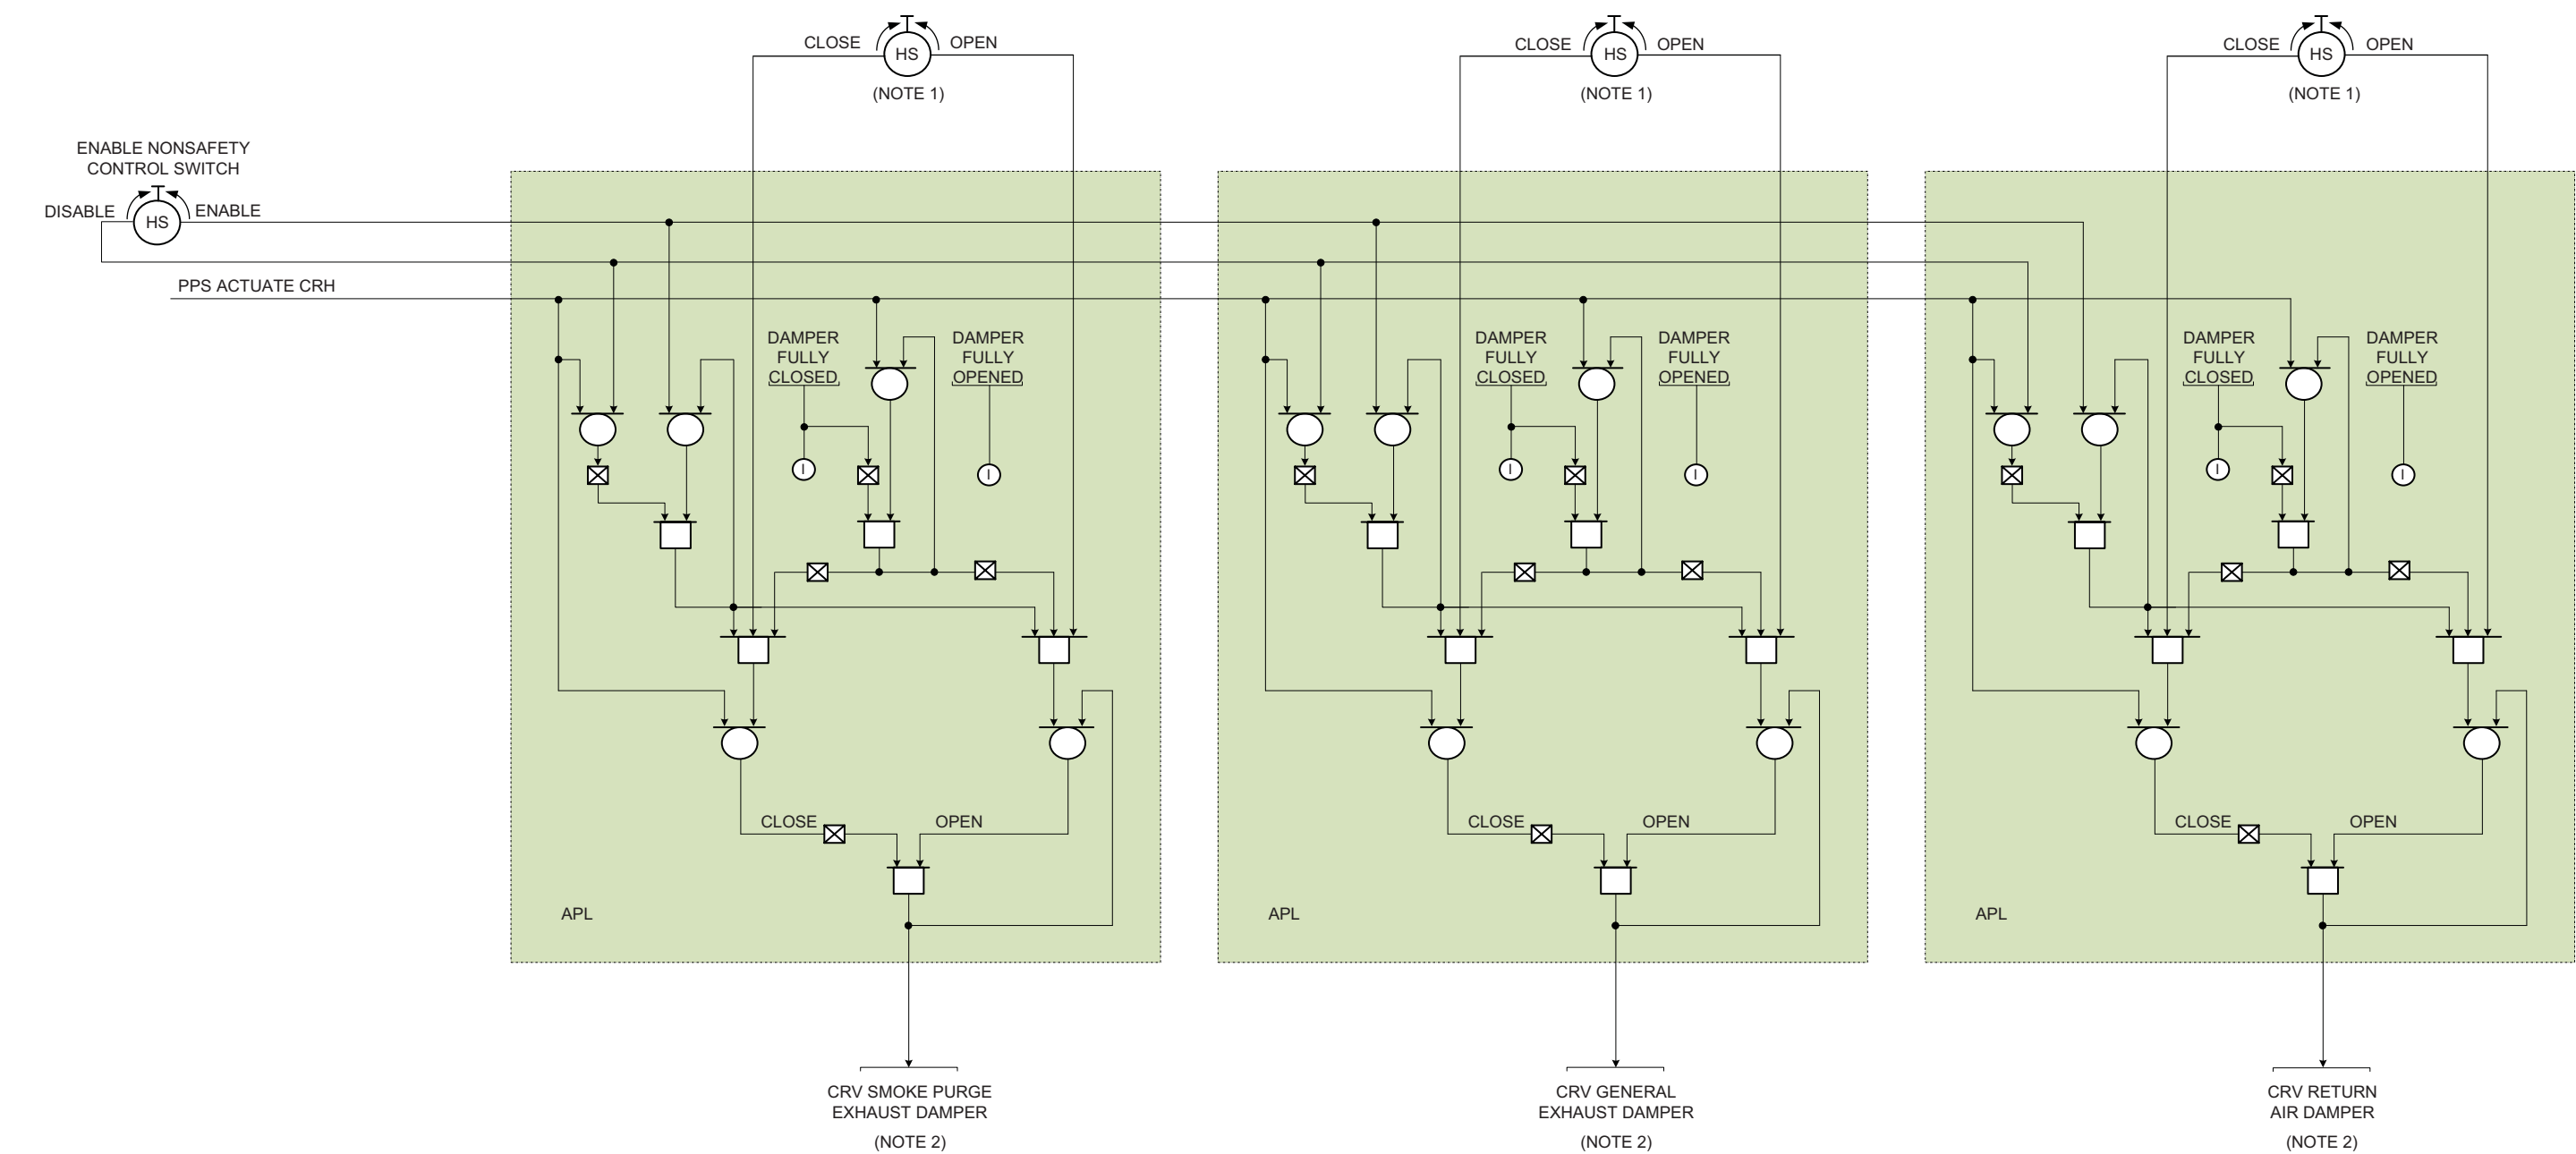 CLOSE HS OPEN
(NOTE 1)
CLOSE HS OPEN
(NOTE 1)
CLOSE HS OPEN
(NOTE 1)
ENABLE NONSAFETY
CONTROL SWITCH
DISABLE HS ENABLE
PPS ACTUATE CRH
DAMPER
FULLY
CLOSED
I
DAMPER
FULLY
OPENED
I
CLOSE
OPEN
APL
DAMPER
FULLY
CLOSED
I
DAMPER
FULLY
OPENED
I
CLOSE
OPEN
APL
DAMPER
FULLY
CLOSED
I
DAMPER
FULLY
OPENED
I
CLOSE
OPEN
APL
CRV SMOKE PURGE
EXHAUST DAMPER
(NOTE 2)
CRV GENERAL
EXHAUST DAMPER
(NOTE 2)
CRV RETURN
AIR DAMPER
(NOTE 2)